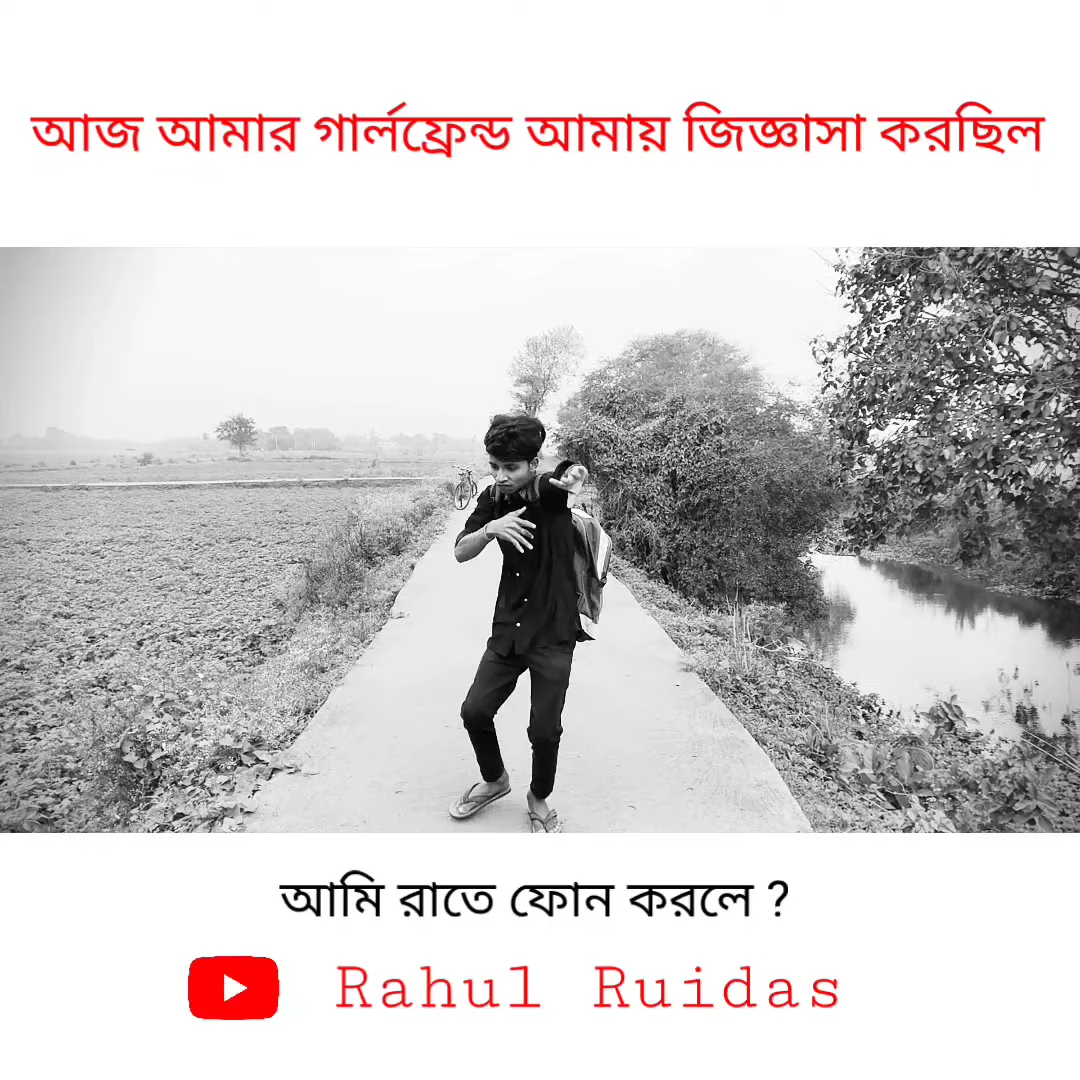 আজ আমার গার্লফ্রেন্ড আমায় জিজ্ঞাসা করছিল
আমি রাতে ফোন করলে ?
Rahul Ruidas